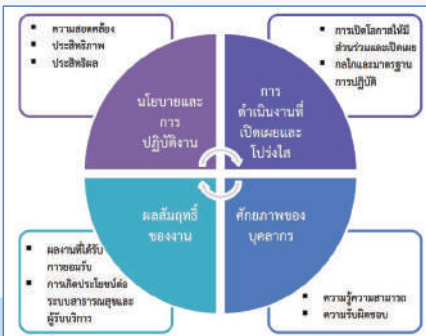 ▪ ความสอดคล้อง
▪ ประสิทธิภาพ
▪ ประสิทธิผล
▪ การเปิดโอกาสให้มี
ส่วนร่วมและเปิดเผย
▪ กลไกและมาตรฐาน
การปฏิบัติ
นโยบายและ
การ
ปฏิบัติงาน
การ
ดำเนินงานที่
เปิดเผยและ
โปร่งใส
ผลสัมฤทธิ์
ของงาน
ศักยภาพของ
บุคลากร
▪ ผลงานที่ได้รับ
การยอมรับ
▪ การเกิดประโยชน์ต่อ
ระบบสาธารณสุขและ
ผู้รับบริการ
▪ ความรู้ความสามารถ
▪ ความรับผิดชอบ